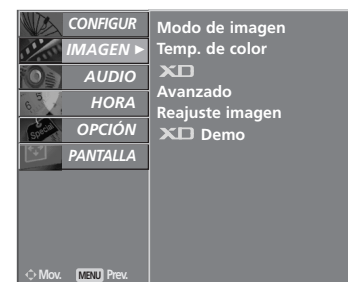 CONFIGUR
IMAGEN ►
AUDIO
HORA
OPCIÓN
PANTALLA
Mov. MENU Prev.
Modo de imagen
Temp. de color
XD
Avanzado
Reajuste imagen
XD Demo